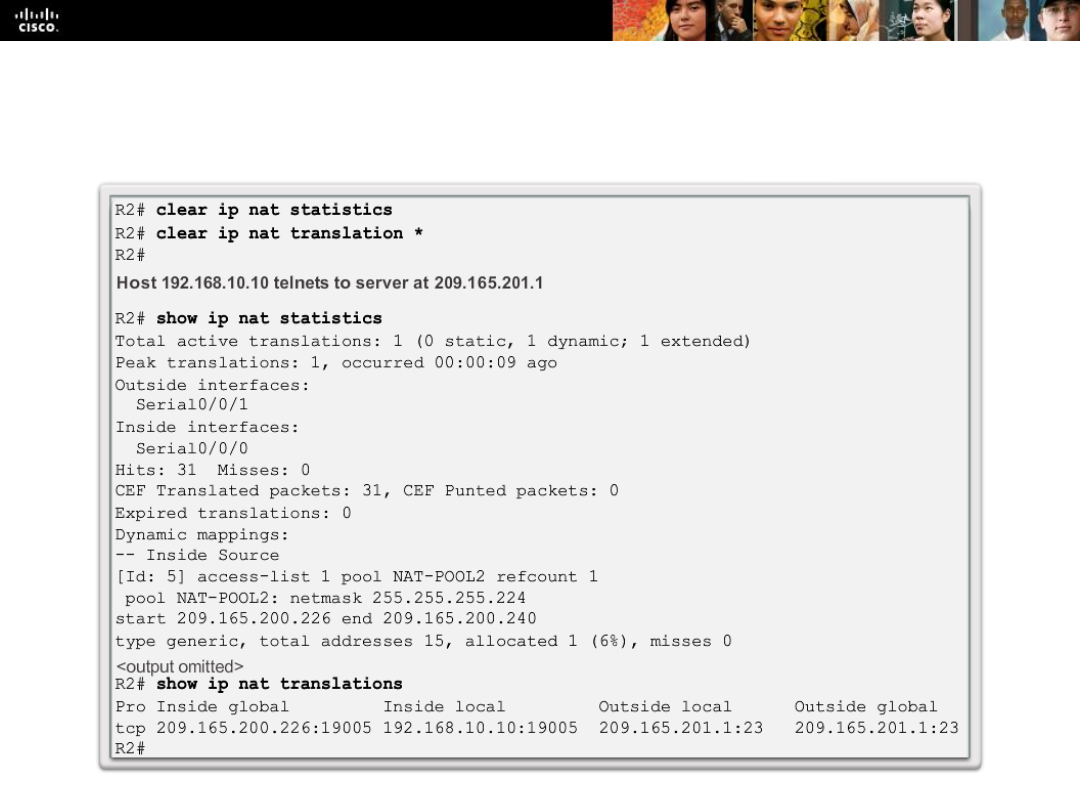 CISCO.
R2# clear ip nat statistics
R2# clear ip nat translation *
R2#
Host 192.168.10.10 telnets to server at 209.165.201.1
R2# show ip nat statistics
Total active translations: 1 (0 static, 1 dynamic; 1 extended)
Peak translations: 1, occurred 00:00:09 ago
Outside interfaces:
  Serial0/0/1
Inside interfaces:
  Serial0/0/0
Hits: 31  Misses: 0
CEF Translated packets: 31, CEF Punted packets: 0
Expired translations: 0
Dynamic mappings:
-- Inside Source
[Id: 5] access-list 1 pool NAT-POOL2 refcount 1
 pool NAT-POOL2: netmask 255.255.255.224
start 209.165.200.226 end 209.165.200.240
type generic, total addresses 15, allocated 1 (6%), misses 0
<output omitted>
R2# show ip nat translations
Pro Inside global         Inside local         Outside local      Outside global
tcp 209.165.200.226:19005 192.168.10.10:19005  209.165.201.1:23   209.165.201.1:23
R2#